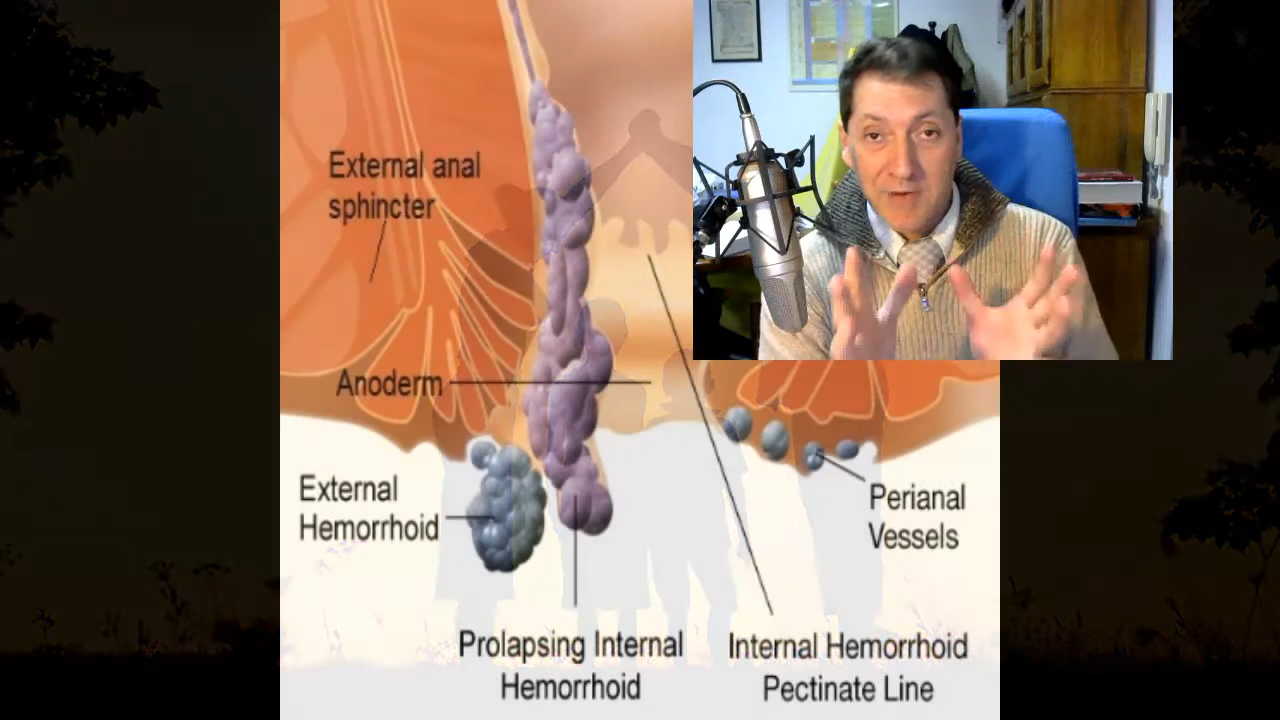 External anal
sphincter
Anoderm
External
Hemorrhoid
Perianal
Vessels
Prolapsing Internal
Hemorrhoid
Internal Hemorrhoid
Pectinate Line